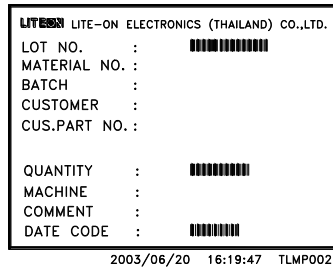 LITEON LITE-ON ELECTRONICS (THAILAND) CO.,LTD.
LOT NO. :
MATERIAL NO. :
BATCH :
CUSTOMER :
CUS.PART NO. :
QUANTITY :
MACHINE :
COMMENT :
DATE CODE :
2003/06/20 16:19:47 TLMP002